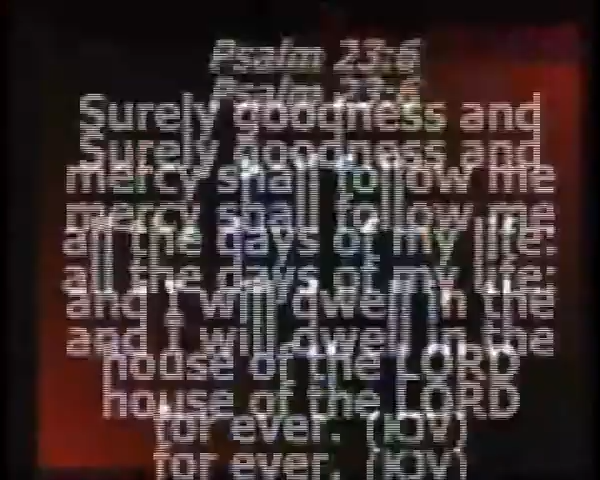 Psalm 23:6
Surely goodness and
mercy shall follow me
all the days of my life:
and I will dwell in the
house of the LORD
for ever. (KJV)